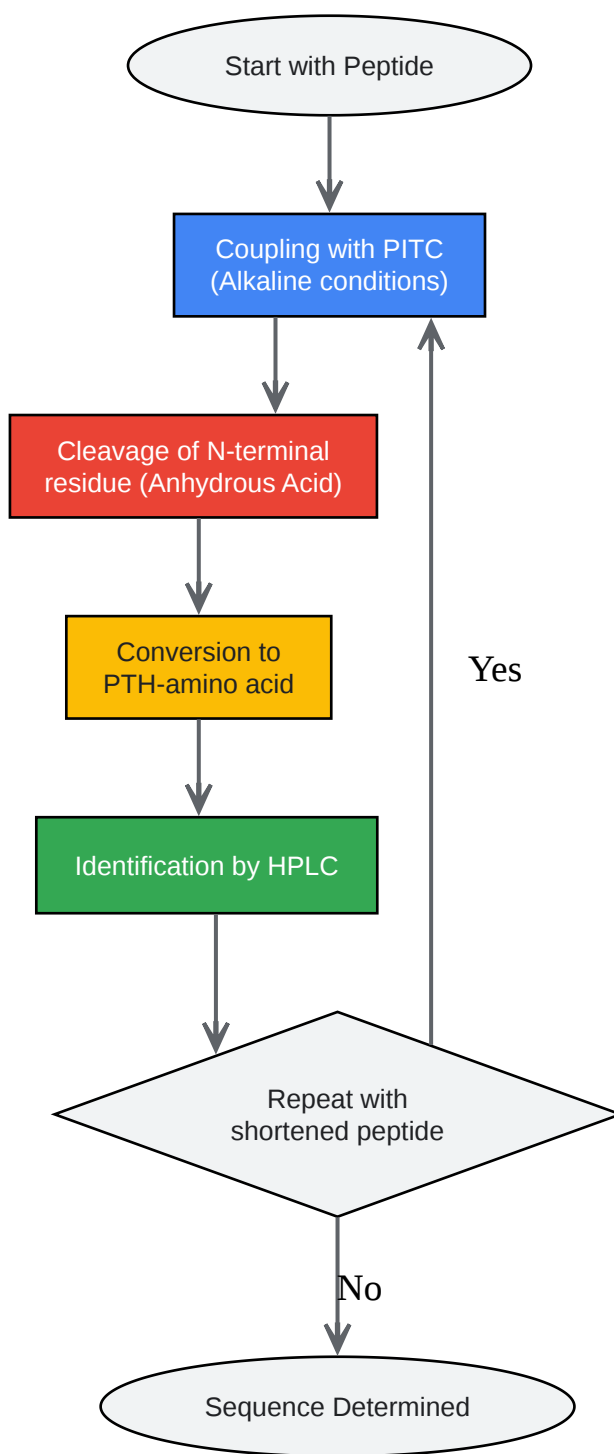 Start with Peptide
Coupling with PITC
(Alkaline conditions)
Cleavage of N-terminal
residue (Anhydrous Acid)
Conversion to
PTH-amino acid
Yes
Identification by HPLC
Repeat with
shortened peptide
No
Sequence Determined